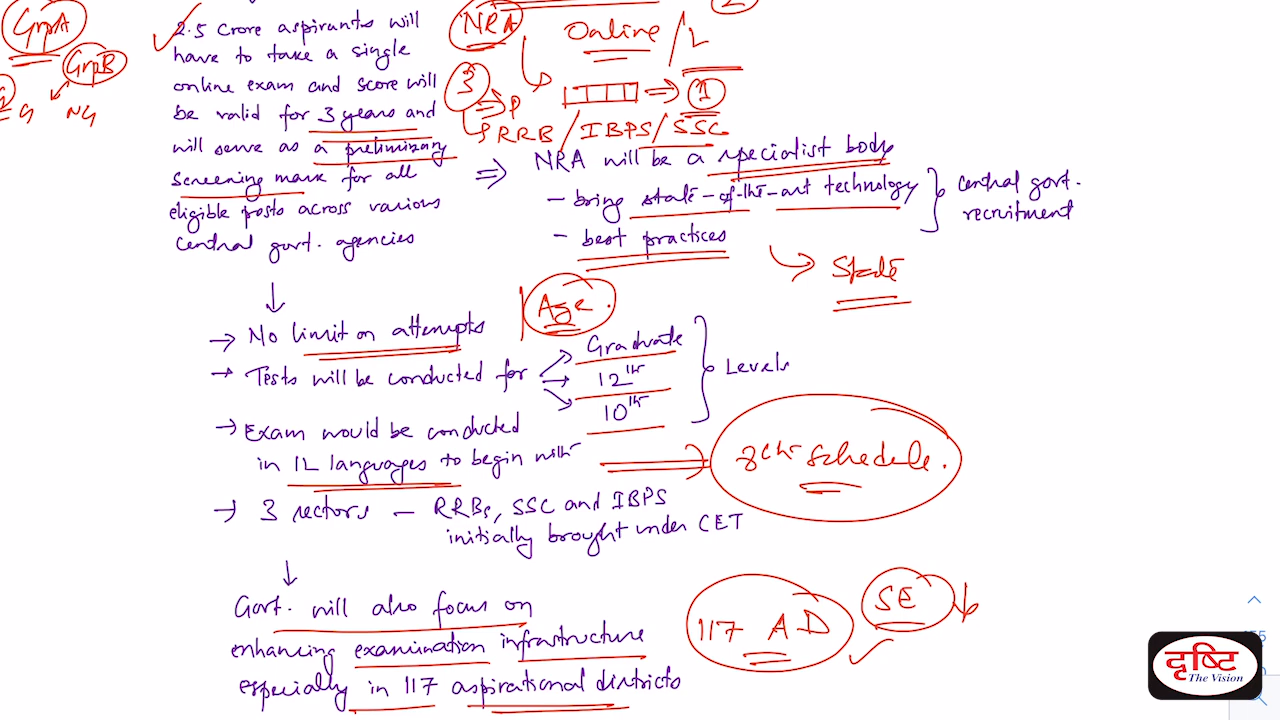 GrpA
GrpB
G
NG
2.5 Crore aspirants will
have to take a single
online exam and score will
be valid for 3 years and
will serve as a preliminary
screening mark for all
eligible posts across various
central govt. agencies
NRA
Online /
3
P
1
RRB / IBPS / SSC
NRA will be a specialist body
- bring state-of-the-art technology
- best practices
central govt.
recruitment
State
→ No limit on attempts
Age.
→ Tests will be conducted for
Graduate
12th
10th
Levels
→ Exam would be conducted
in 12 languages to begin with
8th Schedule.
→ 3 sectors - RRBs, SSC and IBPS
initially brought under CET
Govt. will also focus on
enhancing examination infrastructure
especially in 117 aspirational districts
117 AD
SE
दृष्टि
The Vision